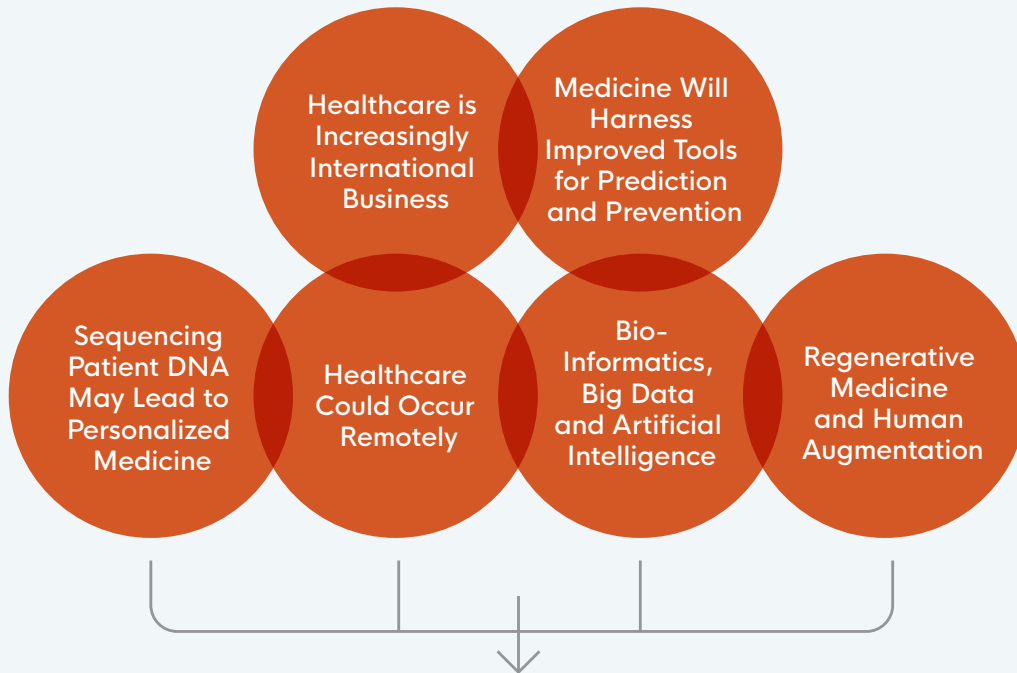 Healthcare is
Increasingly
International
Business
Medicine Will
Harness
Improved Tools
for Prediction
and Prevention
Sequencing
Patient DNA
May Lead to
Personalized
Medicine
Healthcare
Could Occur
Remotely
Bio-
Informatics,
Big Data
and Artificial
Intelligence
Regenerative
Medicine
and Human
Augmentation